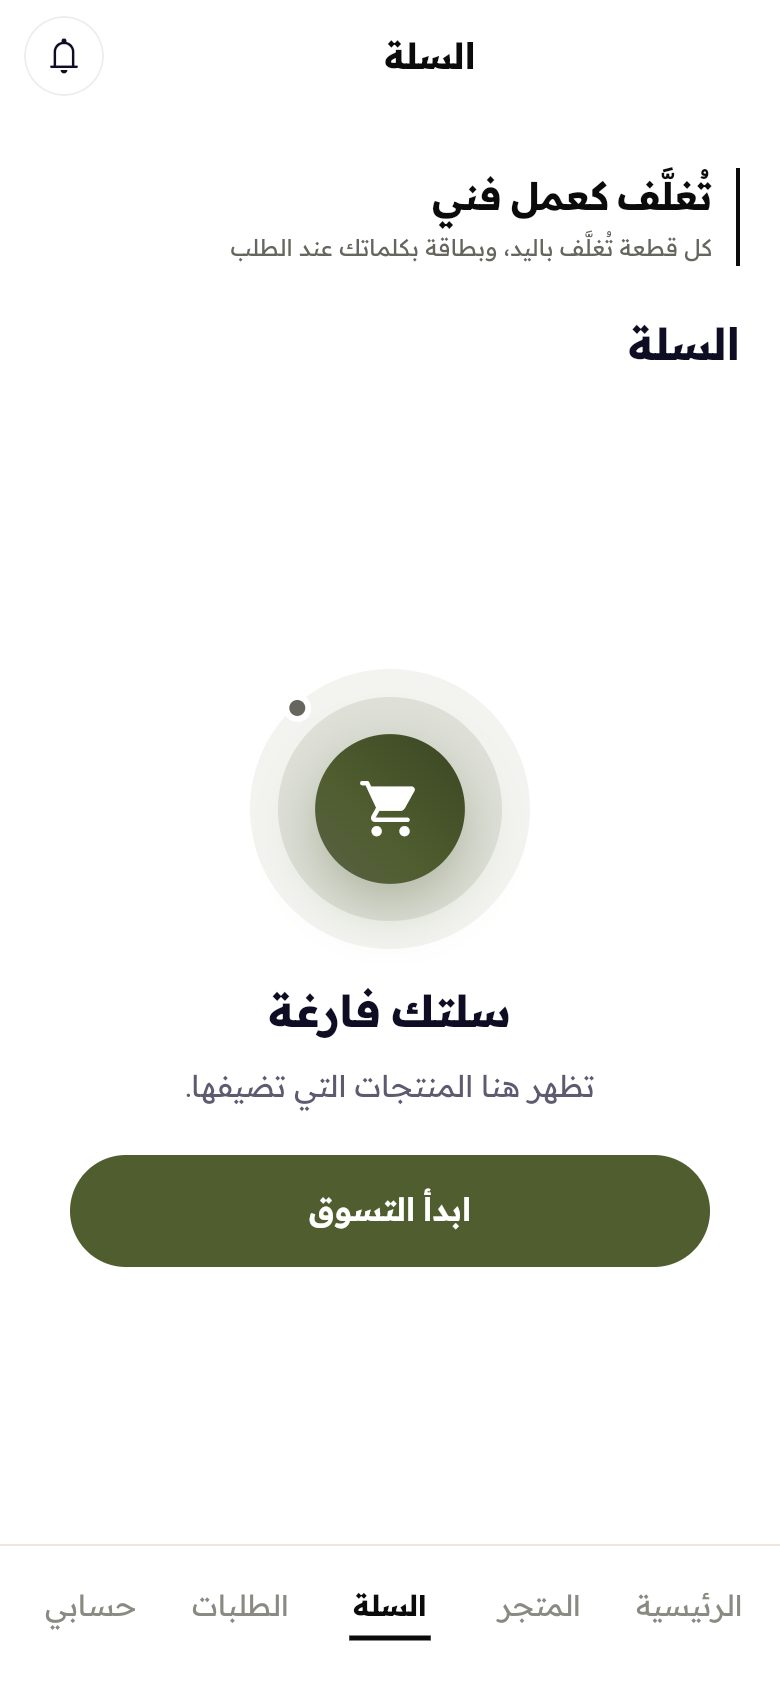 السلة
تُغلَّف كعمل فني
كل قطعة تُغلَّف باليد، وبطاقة بكلماتك عند الطلب
السلة
سلتك فارغة
تظهر هنا المنتجات التي تضيفها.
ابدأ التسوق
الرئيسية
المتجر
السلة
الطلبات
حسابي